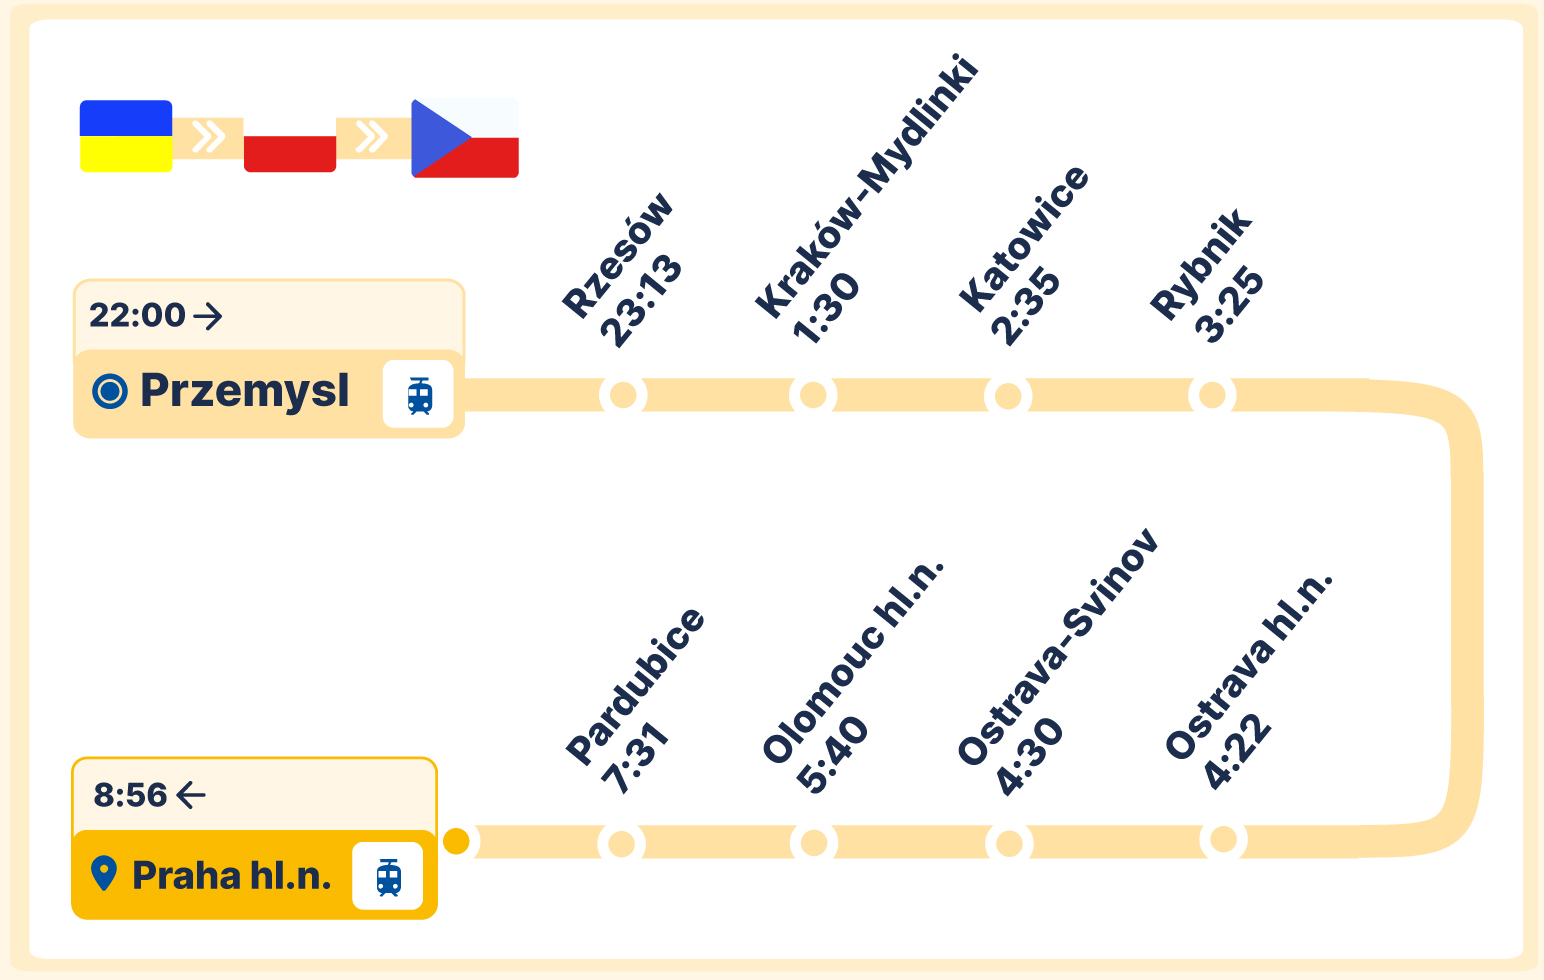 22:00
Przemysl
Rzesów
23:13
Kraków-Mydlinki
1:30
Katowice
2:35
Rybnik
3:25
Ostrava hl.n.
4:22
Ostrava-Svinov
4:30
Olomouc hl.n.
5:40
Pardubice
7:31
8:56
Praha hl.n.